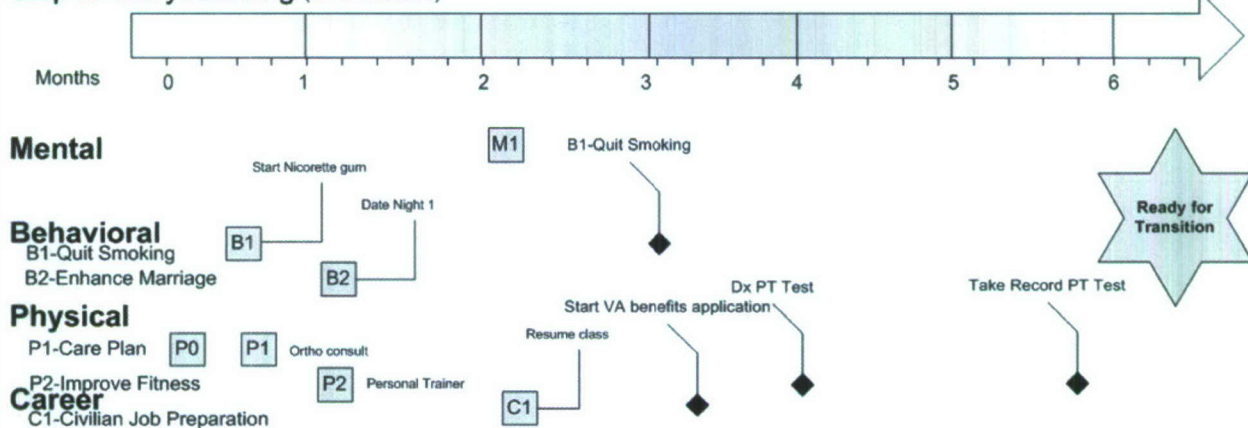 Months 0 1 2 3 4 5 6
Mental
M1
B1-Quit Smoking
Start Nicorette gum
Date Night 1
Ready for
Transition
Behavioral
B1
B1-Quit Smoking
B2-Enhance Marriage
B2
Dx PT Test
Take Record PT Test
Start VA benefits application
Physical
Resume class
P1-Care Plan
P0
P1
Ortho consult
P2-Improve Fitness
P2
Personal Trainer
Career
C1
C1-Civilian Job Preparation